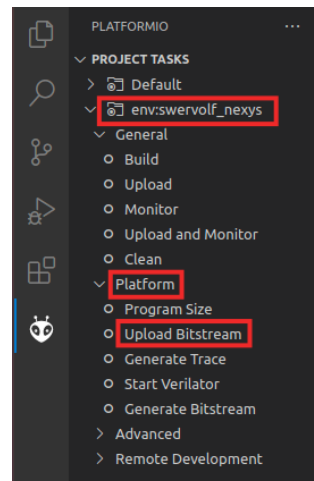 PLATFORMIO ...
PROJECT TASKS
Default
env:swervolf_nexys
General
Build
Upload
Monitor
Upload and Monitor
Clean
Platform
Program Size
Upload Bitstream
Generate Trace
Start Verilator
Generate Bitstream
Advanced
Remote Development